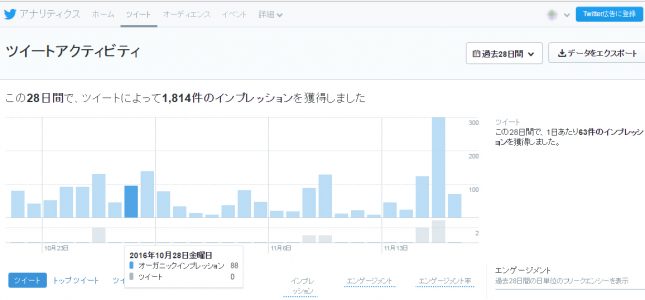 アナリティクス ホーム ツイート オーディエンス イベント 詳細 Twitter広告に登録
ツイートアクティビティ 過去28日間 データをエクスポート
この28日間で、ツイートによって1,814件のインプレッションを獲得しました
300
200
100
2
ツイート
この28日間で、1日あたり63件のインプレッションを獲得しました。
10月23日 11月6日 11月13日
2016年10月28日金曜日
オーガニックインプレッション 88
ツイート 0
ツイート トップツイート インプレッション エンゲージメント エンゲージメント率
エンゲージメント
過去28日間の日単位のフリークエンシーを表示